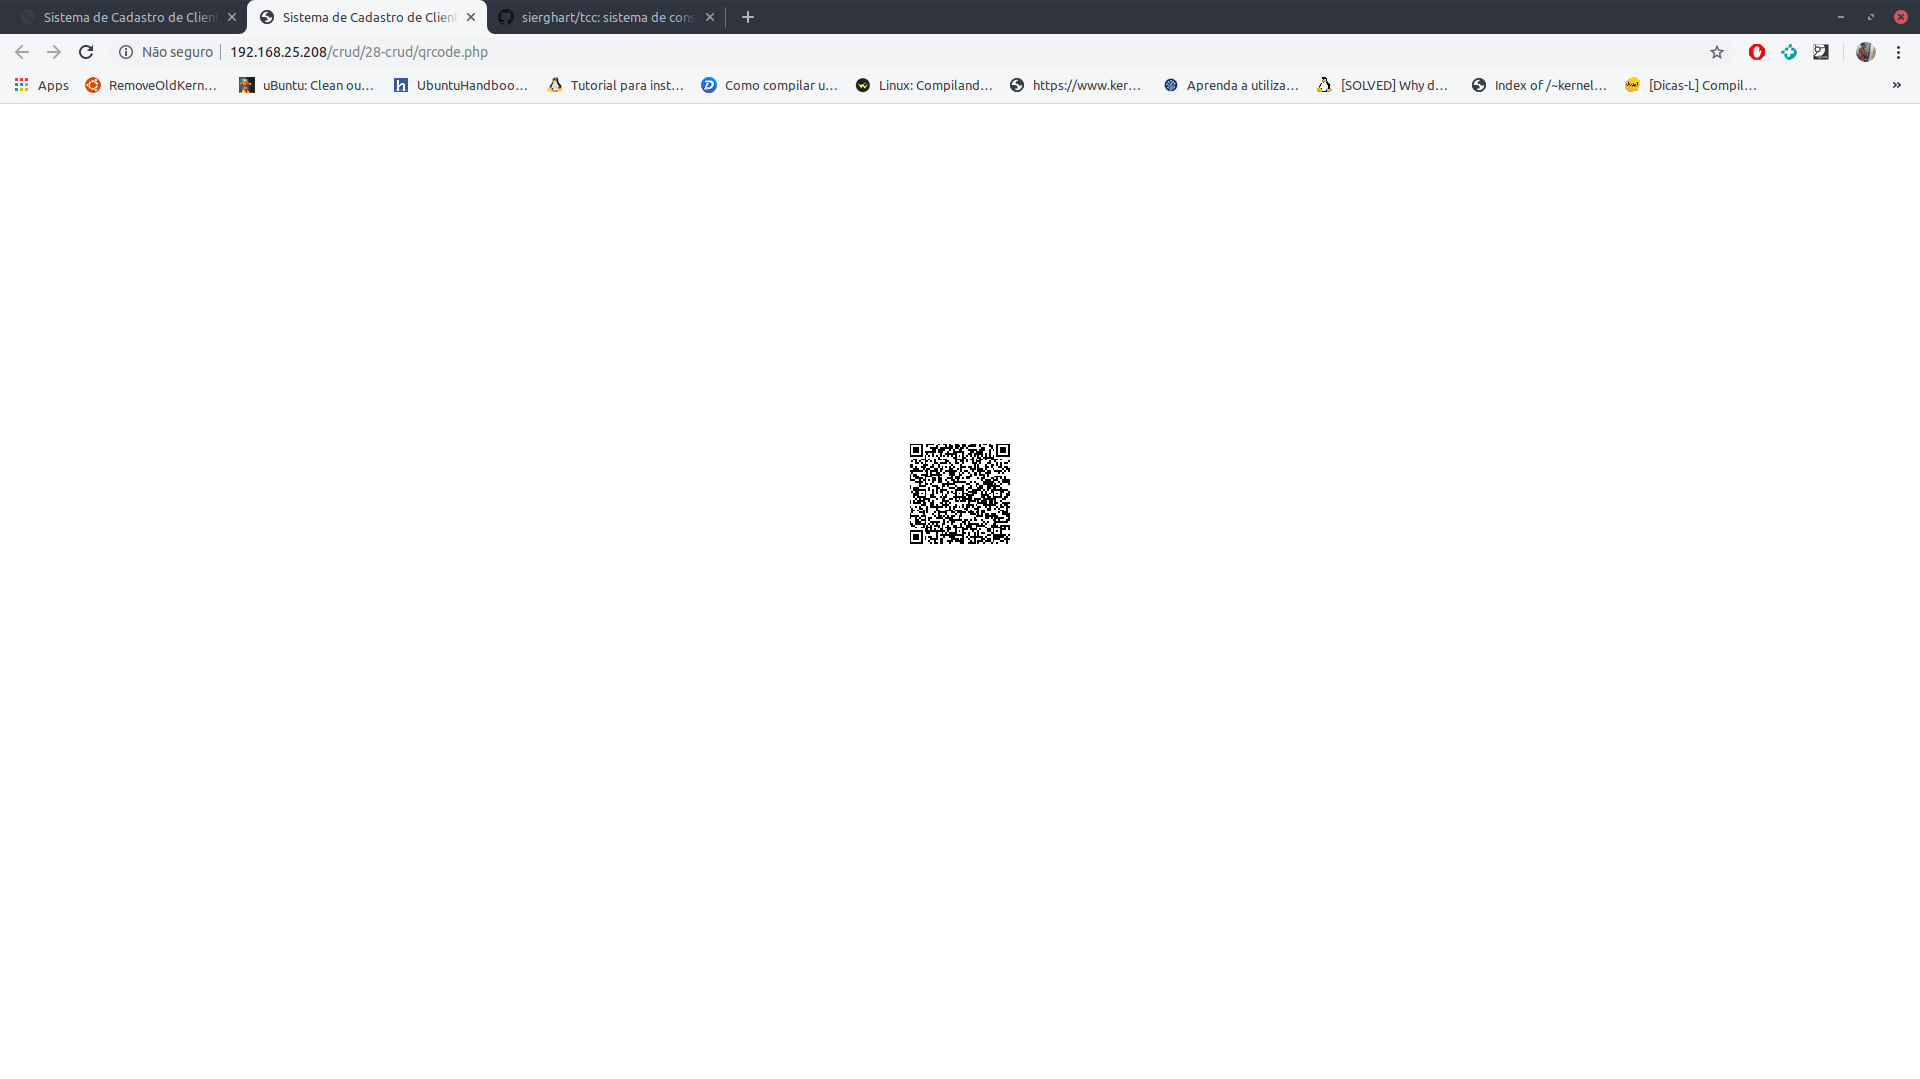 Sistema de Cadastro de Client
Sistema de Cadastro de Client
sierghart/tcc: sistema de cons
Não seguro
192.168.25.208/crud/28-crud/qrcode.php
Apps
RemoveOldKern...
uBuntu: Clean ou...
UbuntuHandboo...
Tutorial para inst...
Como compilar u...
Linux: Compiland...
https://www.ker...
Aprenda a utiliza...
[SOLVED] Why d...
Index of /~kernel...
[Dicas-L] Compil...